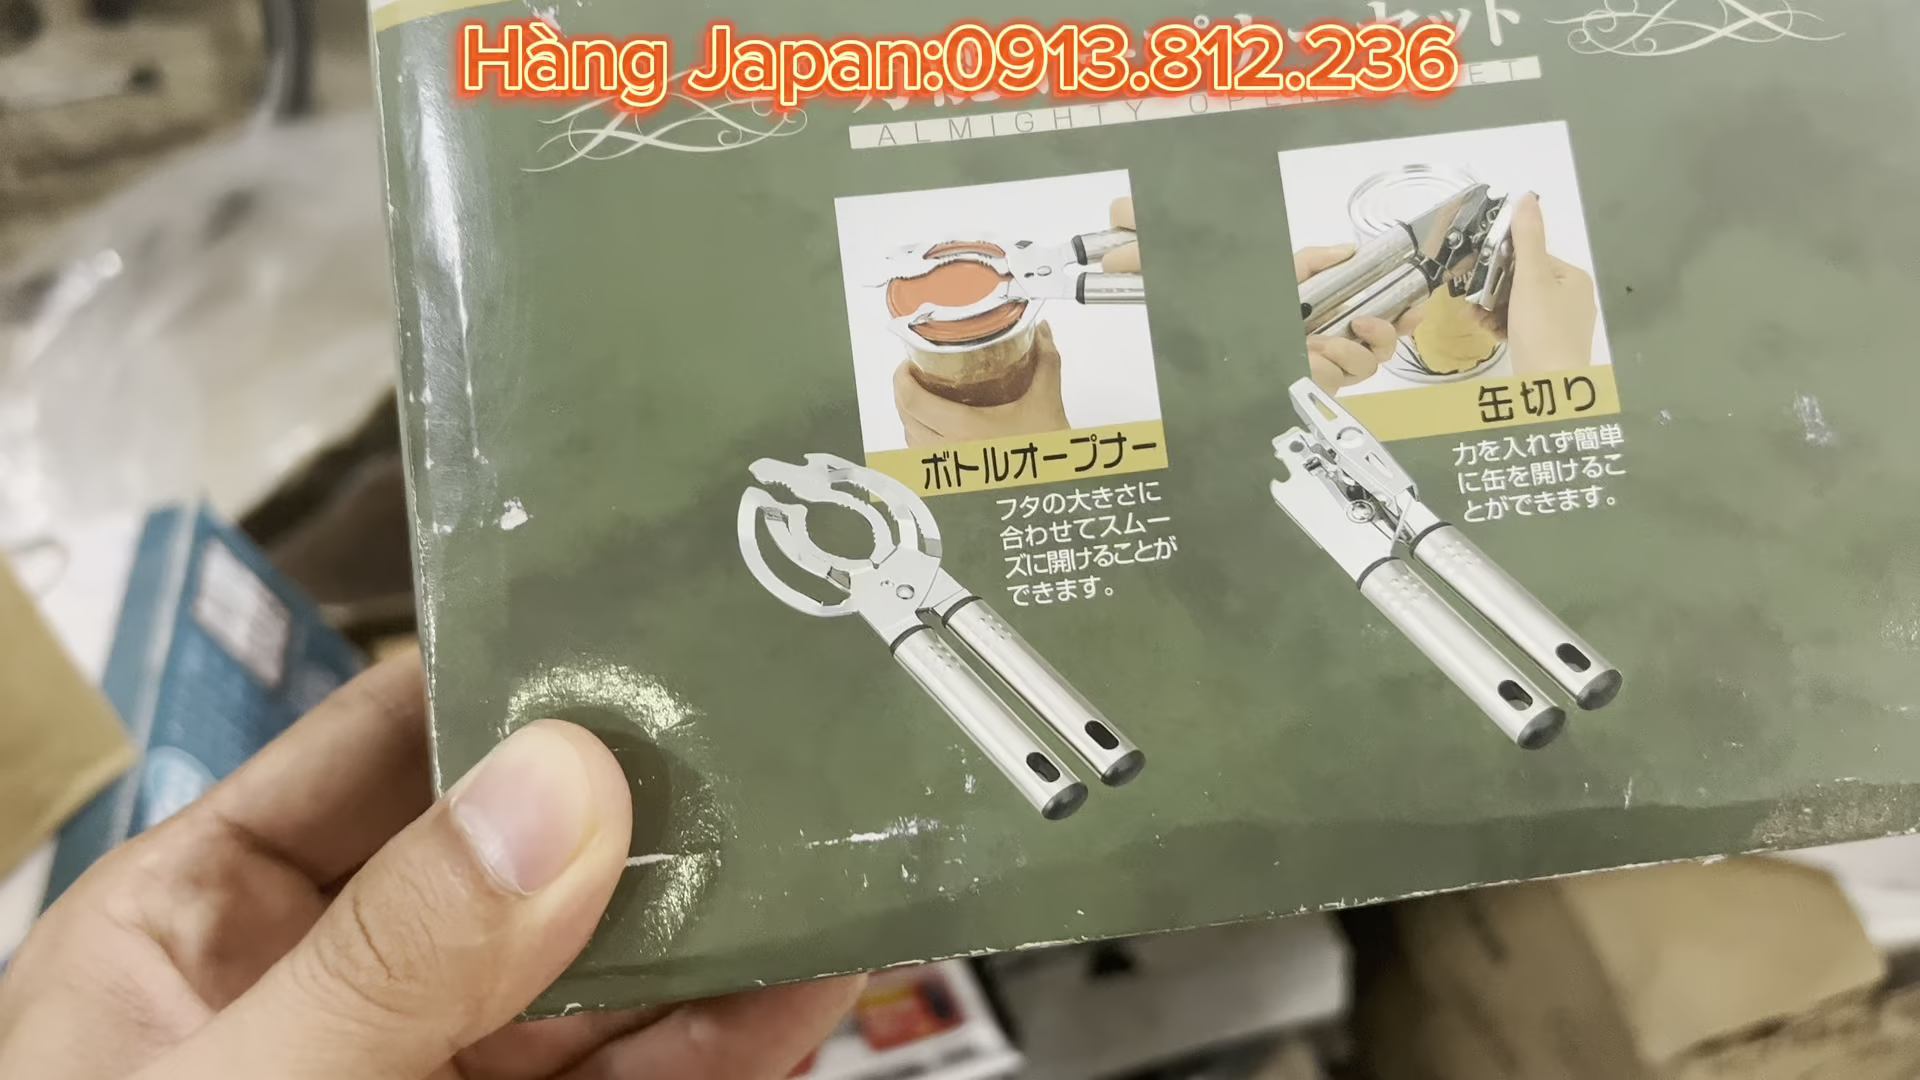 Hàng Japan:0913.812.236
ALMIGHTY OPENER SET
ボトルオープナー
フタの大きさに
合わせてスムー
ズに開けることが
できます。
缶切り
力を入れず簡単
に缶を開けるこ
とができます。